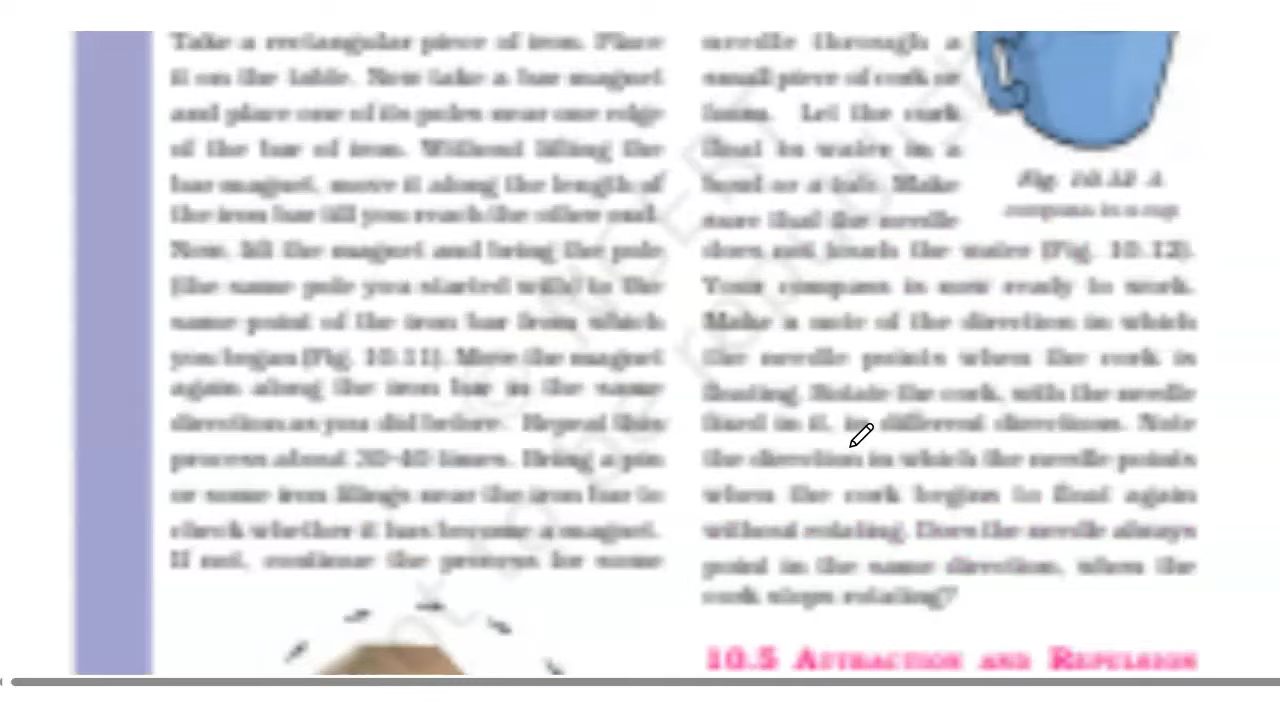 Take a rectangular piece of iron. Place
it on the table. Now take a bar magnet
and place one of its poles near one edge
of the bar of iron. Without lifting the
bar magnet, move it along the length of
the iron bar till you reach the other end.
Now, lift the magnet and bring the pole
(the same pole you started with) to the
same point of the iron bar from which
you began (Fig. 10.11). Move the magnet
again along the iron bar in the same
direction as you did before. Repeat this
process about 30-40 times. Bring a pin
or some iron filings near the iron bar to
check whether it has become a magnet.
If not, continue the process for some
needle through a
small piece of cork or
foam. Let the cork
float in water in a
bowl or a tub. Make
sure that the needle
does not touch the water (Fig. 10.12).
Your compass is now ready to work.
Make a note of the direction in which
the needle points when the cork is
floating. Rotate the cork, with the needle
fixed in it, in different directions. Note
the direction in which the needle points
when the cork begins to float again
without rotating. Does the needle always
point in the same direction, when the
cork stops rotating?
Fig. 10.12 A
compass in a cup
10.5 ATTRACTION AND REPULSION